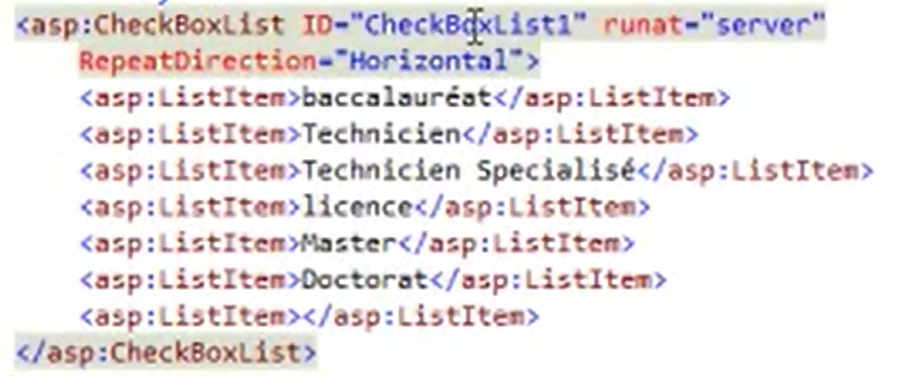 <asp:CheckBoxList ID="CheckBoxList1" runat="server"
RepeatDirection="Horizontal">
<asp:ListItem>baccalauréat</asp:ListItem>
<asp:ListItem>Technicien</asp:ListItem>
<asp:ListItem>Technicien Specialisé</asp:ListItem>
<asp:ListItem>licence</asp:ListItem>
<asp:ListItem>Master</asp:ListItem>
<asp:ListItem>Doctorat</asp:ListItem>
<asp:ListItem></asp:ListItem>
</asp:CheckBoxList>